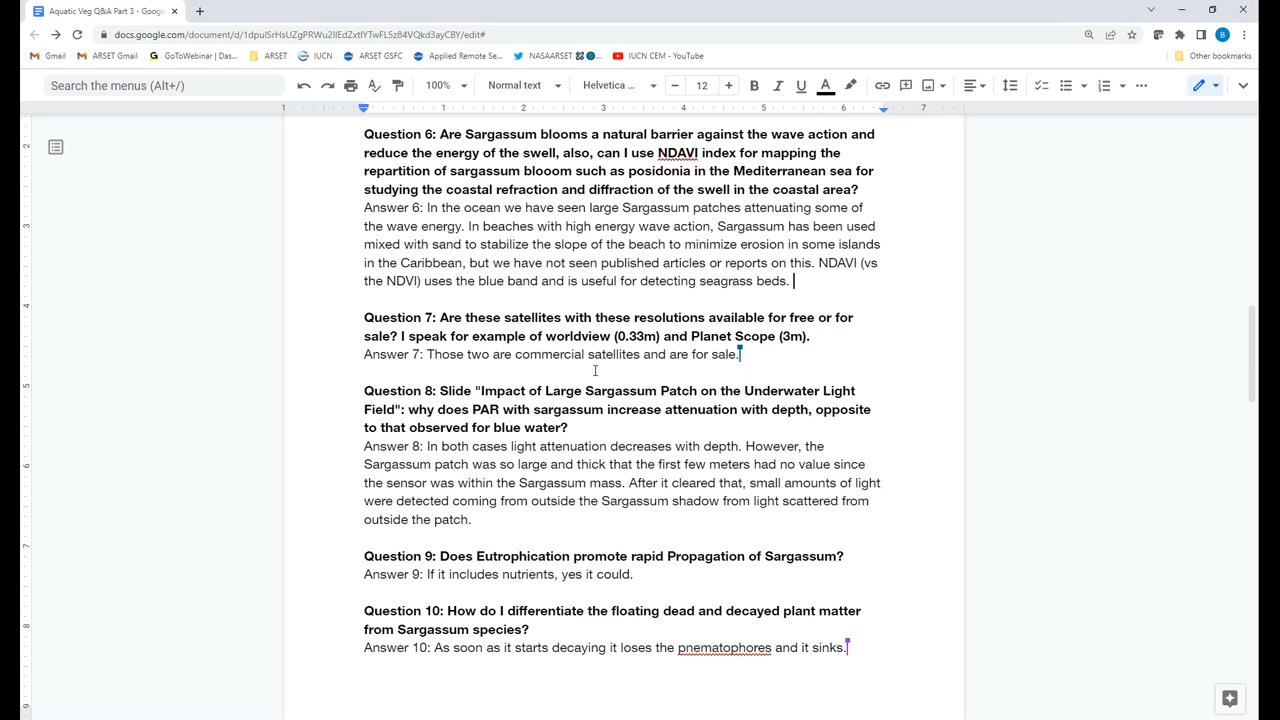 Aquatic Veg Q&A Part 3 - Google
docs.google.com/document/d/1dpulSrHsUZgPRWu2IIEdZxtIYTwFL5z84VQkd3ayCBY/edit#
Gmail ARSET Gmail GoToWebinar | Das... ARSET IUCN ARSET GSFC Applied Remote Se... NASAARSET IUCN CEM - YouTube Other bookmarks
Search the menus (Alt+/) 100% Normal text Helvetica ... 12 B I U A
1 1 2 3 4 5 6 7
Question 6: Are Sargassum blooms a natural barrier against the wave action and
reduce the energy of the swell, also, can I use NDAVI index for mapping the
repartition of sargassum blooom such as posidonia in the Mediterranean sea for
studying the coastal refraction and diffraction of the swell in the coastal area?
Answer 6: In the ocean we have seen large Sargassum patches attenuating some of
the wave energy. In beaches with high energy wave action, Sargassum has been used
mixed with sand to stabilize the slope of the beach to minimize erosion in some islands
in the Caribbean, but we have not seen published articles or reports on this. NDAVI (vs
the NDVI) uses the blue band and is useful for detecting seagrass beds.
Question 7: Are these satellites with these resolutions available for free or for
sale? I speak for example of worldview (0.33m) and Planet Scope (3m).
Answer 7: Those two are commercial satellites and are for sale.
Question 8: Slide "Impact of Large Sargassum Patch on the Underwater Light
Field": why does PAR with sargassum increase attenuation with depth, opposite
to that observed for blue water?
Answer 8: In both cases light attenuation decreases with depth. However, the
Sargassum patch was so large and thick that the first few meters had no value since
the sensor was within the Sargassum mass. After it cleared that, small amounts of light
were detected coming from outside the Sargassum shadow from light scattered from
outside the patch.
Question 9: Does Eutrophication promote rapid Propagation of Sargassum?
Answer 9: If it includes nutrients, yes it could.
Question 10: How do I differentiate the floating dead and decayed plant matter
from Sargassum species?
Answer 10: As soon as it starts decaying it loses the pnematophores and it sinks.